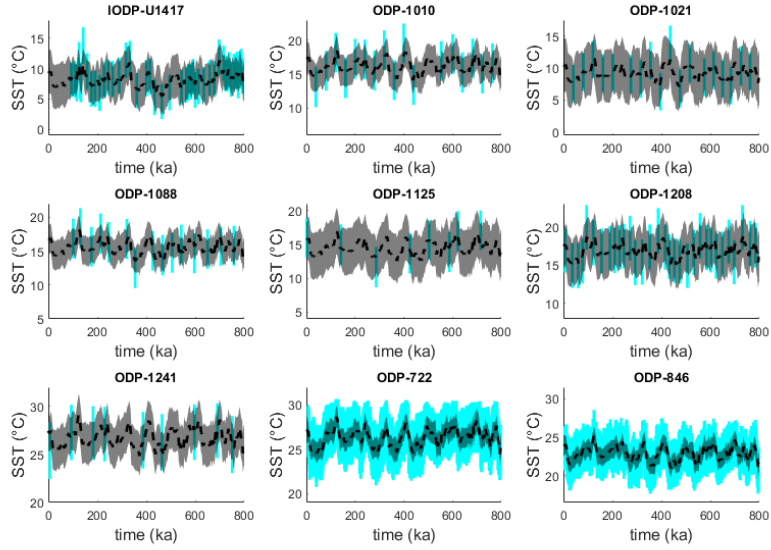 IODP-U1417 ODP-1010 ODP-1021
SST (°C) 15 10 5 0 SST (°C) 20 15 10 SST (°C) 15 10 5 0
0 200 400 600 800 0 200 400 600 800 0 200 400 600 800
time (ka) time (ka) time (ka)
ODP-1088 ODP-1125 ODP-1208
SST (°C) 20 15 10 5 SST (°C) 20 15 10 5 SST (°C) 20 15 10
0 200 400 600 800 0 200 400 600 800 0 200 400 600 800
time (ka) time (ka) time (ka)
ODP-1241 ODP-722 ODP-846
SST (°C) 30 25 20 SST (°C) 30 25 20 SST (°C) 30 25 20
0 200 400 600 800 0 200 400 600 800 0 200 400 600 800
time (ka) time (ka) time (ka)